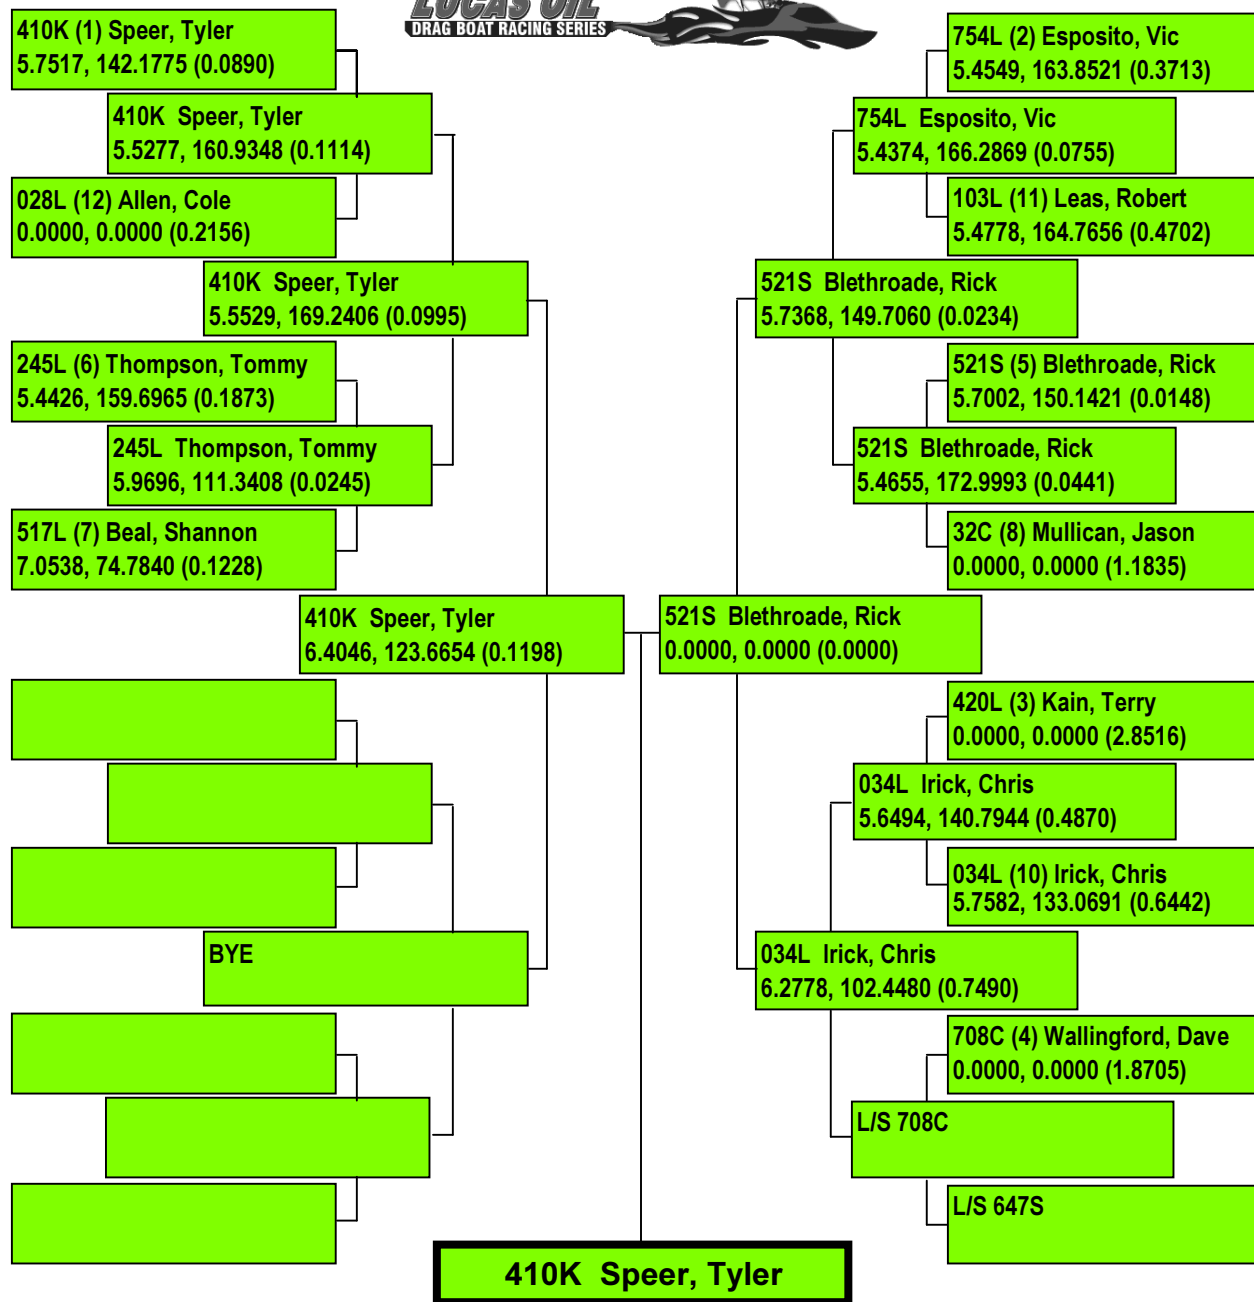 LUCAS OIL
DRAG BOAT RACING SERIES
410K (1) Speer, Tyler
5.7517, 142.1775 (0.0890)
410K Speer, Tyler
5.5277, 160.9348 (0.1114)
028L (12) Allen, Cole
0.0000, 0.0000 (0.2156)
410K Speer, Tyler
5.5529, 169.2406 (0.0995)
245L (6) Thompson, Tommy
5.4426, 159.6965 (0.1873)
245L Thompson, Tommy
5.9696, 111.3408 (0.0245)
517L (7) Beal, Shannon
7.0538, 74.7840 (0.1228)
410K Speer, Tyler
6.4046, 123.6654 (0.1198)
BYE
754L (2) Esposito, Vic
5.4549, 163.8521 (0.3713)
754L Esposito, Vic
5.4374, 166.2869 (0.0755)
103L (11) Leas, Robert
5.4778, 164.7656 (0.4702)
521S Blethroade, Rick
5.7368, 149.7060 (0.0234)
521S (5) Blethroade, Rick
5.7002, 150.1421 (0.0148)
521S Blethroade, Rick
5.4655, 172.9993 (0.0441)
32C (8) Mullican, Jason
0.0000, 0.0000 (1.1835)
521S Blethroade, Rick
0.0000, 0.0000 (0.0000)
420L (3) Kain, Terry
0.0000, 0.0000 (2.8516)
034L Irick, Chris
5.6494, 140.7944 (0.4870)
034L (10) Irick, Chris
5.7582, 133.0691 (0.6442)
034L Irick, Chris
6.2778, 102.4480 (0.7490)
708C (4) Wallingford, Dave
0.0000, 0.0000 (1.8705)
L/S 708C
L/S 647S
410K Speer, Tyler